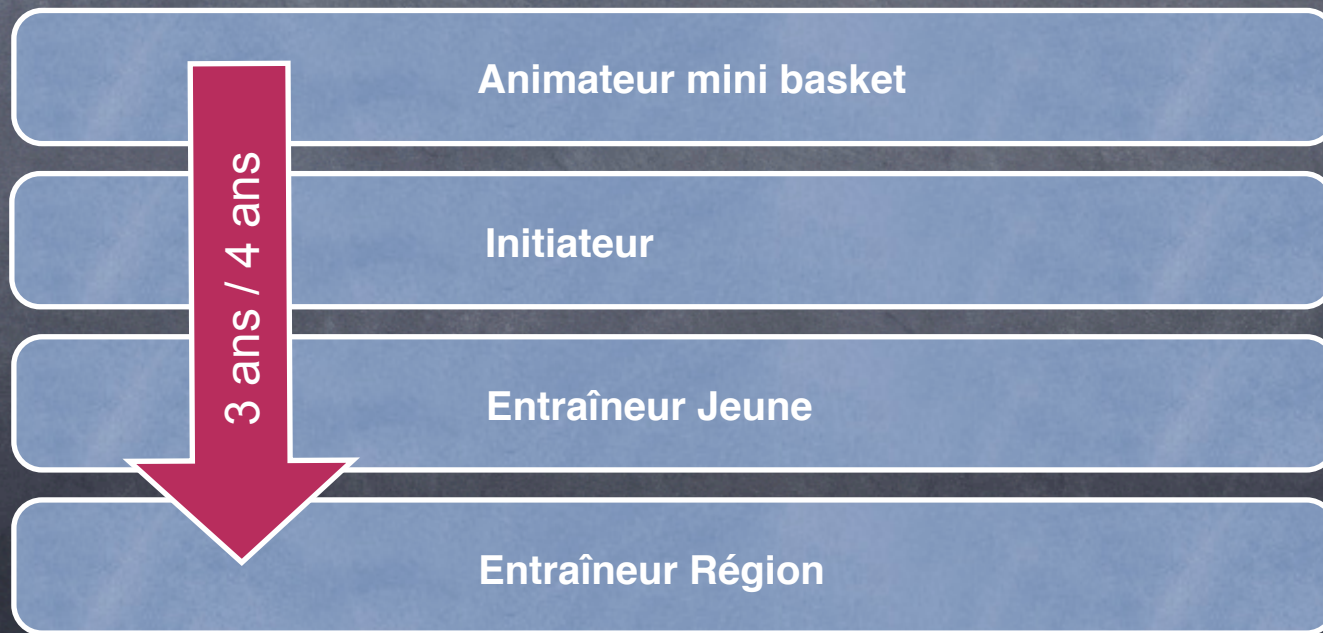 Animateur mini basket
3 ans / 4 ans
Initiateur
Entraîneur Jeune
Entraîneur Région